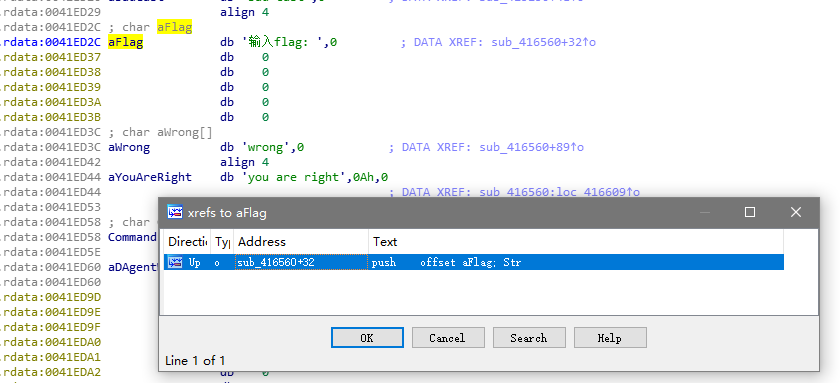 .rdata:0041ED29 align 4
.rdata:0041ED2C ; char aFlag
.rdata:0041ED2C aFlag db '输入flag: ',0 ; DATA XREF: sub_416560+32↑o
.rdata:0041ED37 db 0
.rdata:0041ED38 db 0
.rdata:0041ED39 db 0
.rdata:0041ED3A db 0
.rdata:0041ED3B db 0
.rdata:0041ED3C ; char aWrong[]
.rdata:0041ED3C aWrong db 'wrong',0 ; DATA XREF: sub_416560+89↑o
.rdata:0041ED42 align 4
.rdata:0041ED44 aYouAreRight db 'you are right',0Ah,0
.rdata:0041ED44 ; DATA XREF: sub_416560:loc_416609↑o
.rdata:0041ED53
.rdata:0041ED58 ; char
.rdata:0041ED58 Command
.rdata:0041ED5E
.rdata:0041ED60 aDAgent
.rdata:0041ED60
.rdata:0041ED9D
.rdata:0041ED9E
.rdata:0041ED9F
.rdata:0041EDA0
.rdata:0041EDA1
.rdata:0041EDA2 db 0
xrefs to aFlag
Directic Ty Address Text
Up o sub_416560+32 push offset aFlag; Str
OK Cancel Search Help
Line 1 of 1